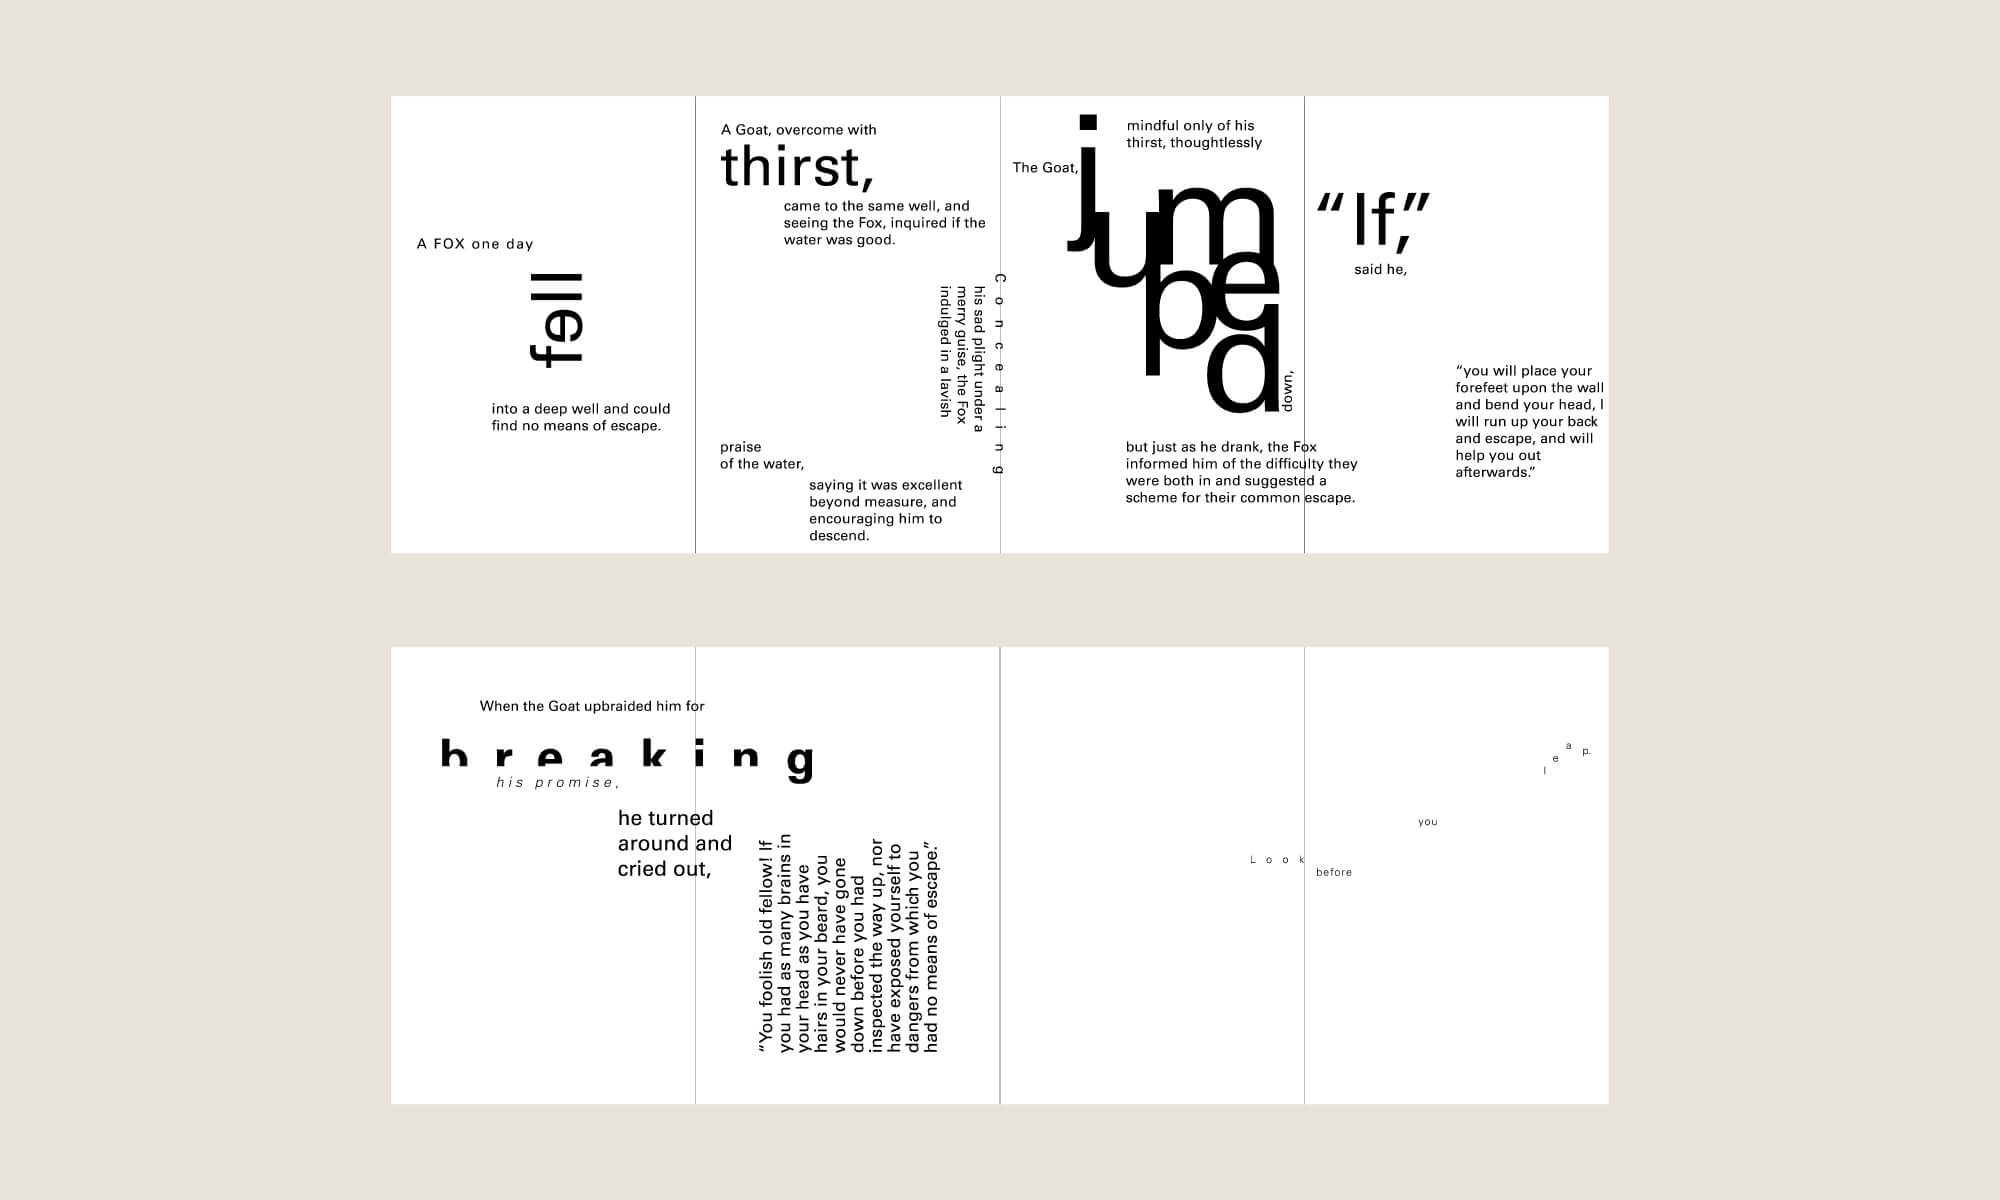 A FOX one day
fell
into a deep well and could
find no means of escape.
A Goat, overcome with
thirst,
came to the same well, and
seeing the Fox, inquired if the
water was good.
Concealing
his sad plight under a
merry guise, the Fox
indulged in a lavish
praise
of the water,
saying it was excellent
beyond measure, and
encouraging him to
descend.
The Goat,
mindful only of his
thirst, thoughtlessly
jumped
down,
but just as he drank, the Fox
informed him of the difficulty they
were both in and suggested a
scheme for their common escape.
“If,”
said he,
“you will place your
forefeet upon the wall
and bend your head, I
will run up your back
and escape, and will
help you out
afterwards.”
When the Goat upbraided him for
breaking
his promise,
he turned
around and
cried out,
“You foolish old fellow! If
you had as many brains in
your head as you have
hairs in your beard, you
would never have gone
down before you had
inspected the way up, nor
have exposed yourself to
dangers from which you
had no means of escape.”
Look
before
you
leap.